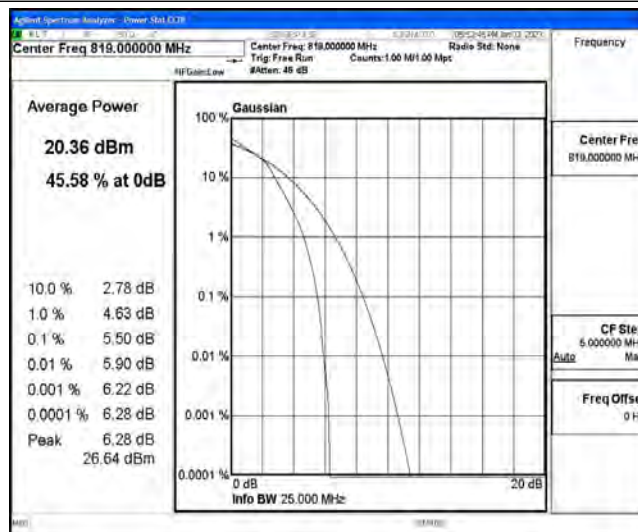 Agilent Spectrum Analyzer - Power Stat CCDF
Center Freq 819.000000 MHz
Center Freq: 819.000000 MHz
Radio Std: None
Trig: Free Run
Counts:1.00 M/1.00 Mpt
#IFGain:Low
#Atten: 46 dB
Frequency
Average Power
20.36 dBm
45.58 % at 0dB
10.0 % 2.78 dB
1.0 % 4.63 dB
0.1 % 5.50 dB
0.01 % 5.90 dB
0.001 % 6.22 dB
0.0001 % 6.28 dB
Peak 6.28 dB
26.64 dBm
Gaussian
100 %
10 %
1 %
0.1 %
0.01 %
0.001 %
0.0001 %
0 dB
20 dB
Info BW 25.000 MHz
Center Fre
819.000000 MH
CF Ste
5.000000 MH
Auto Ma
Freq Offse
0 H
MSG
STATUS